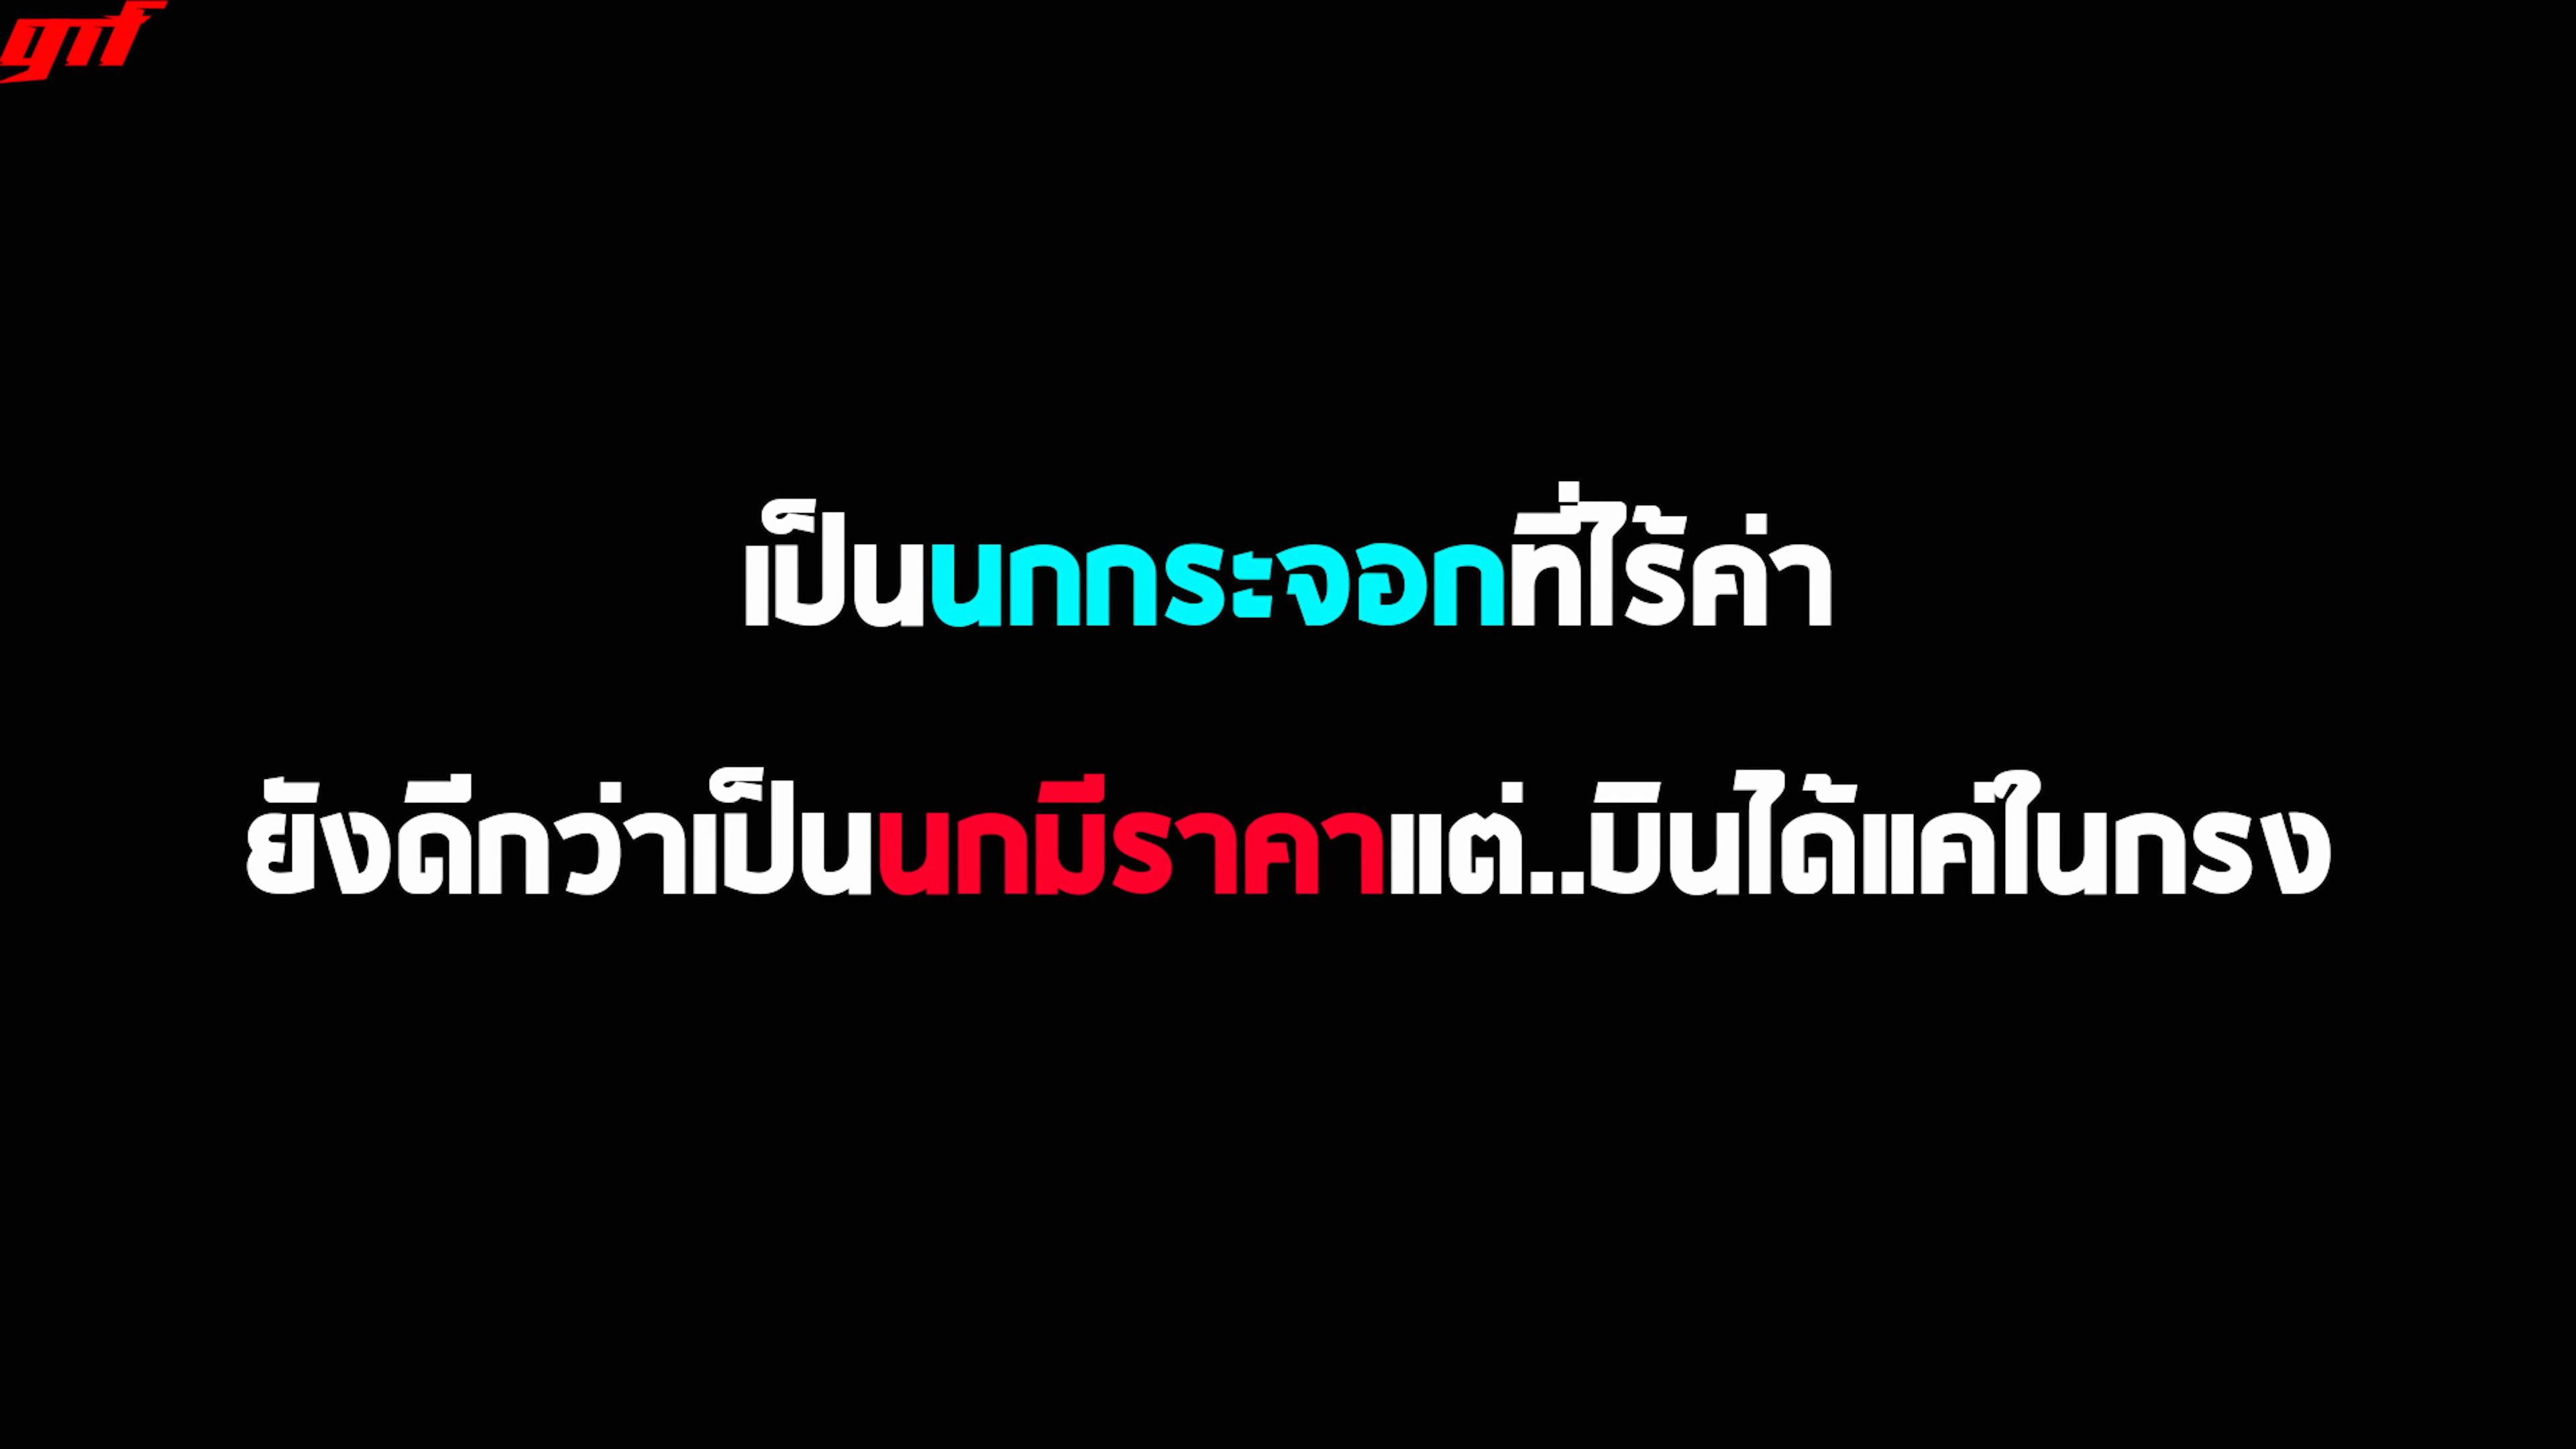 gnf
เป็นนกกระจอกที่ไร้ค่า
ยังดีกว่าเป็นนกมีราคาแต่..บินได้แค่ในกรง